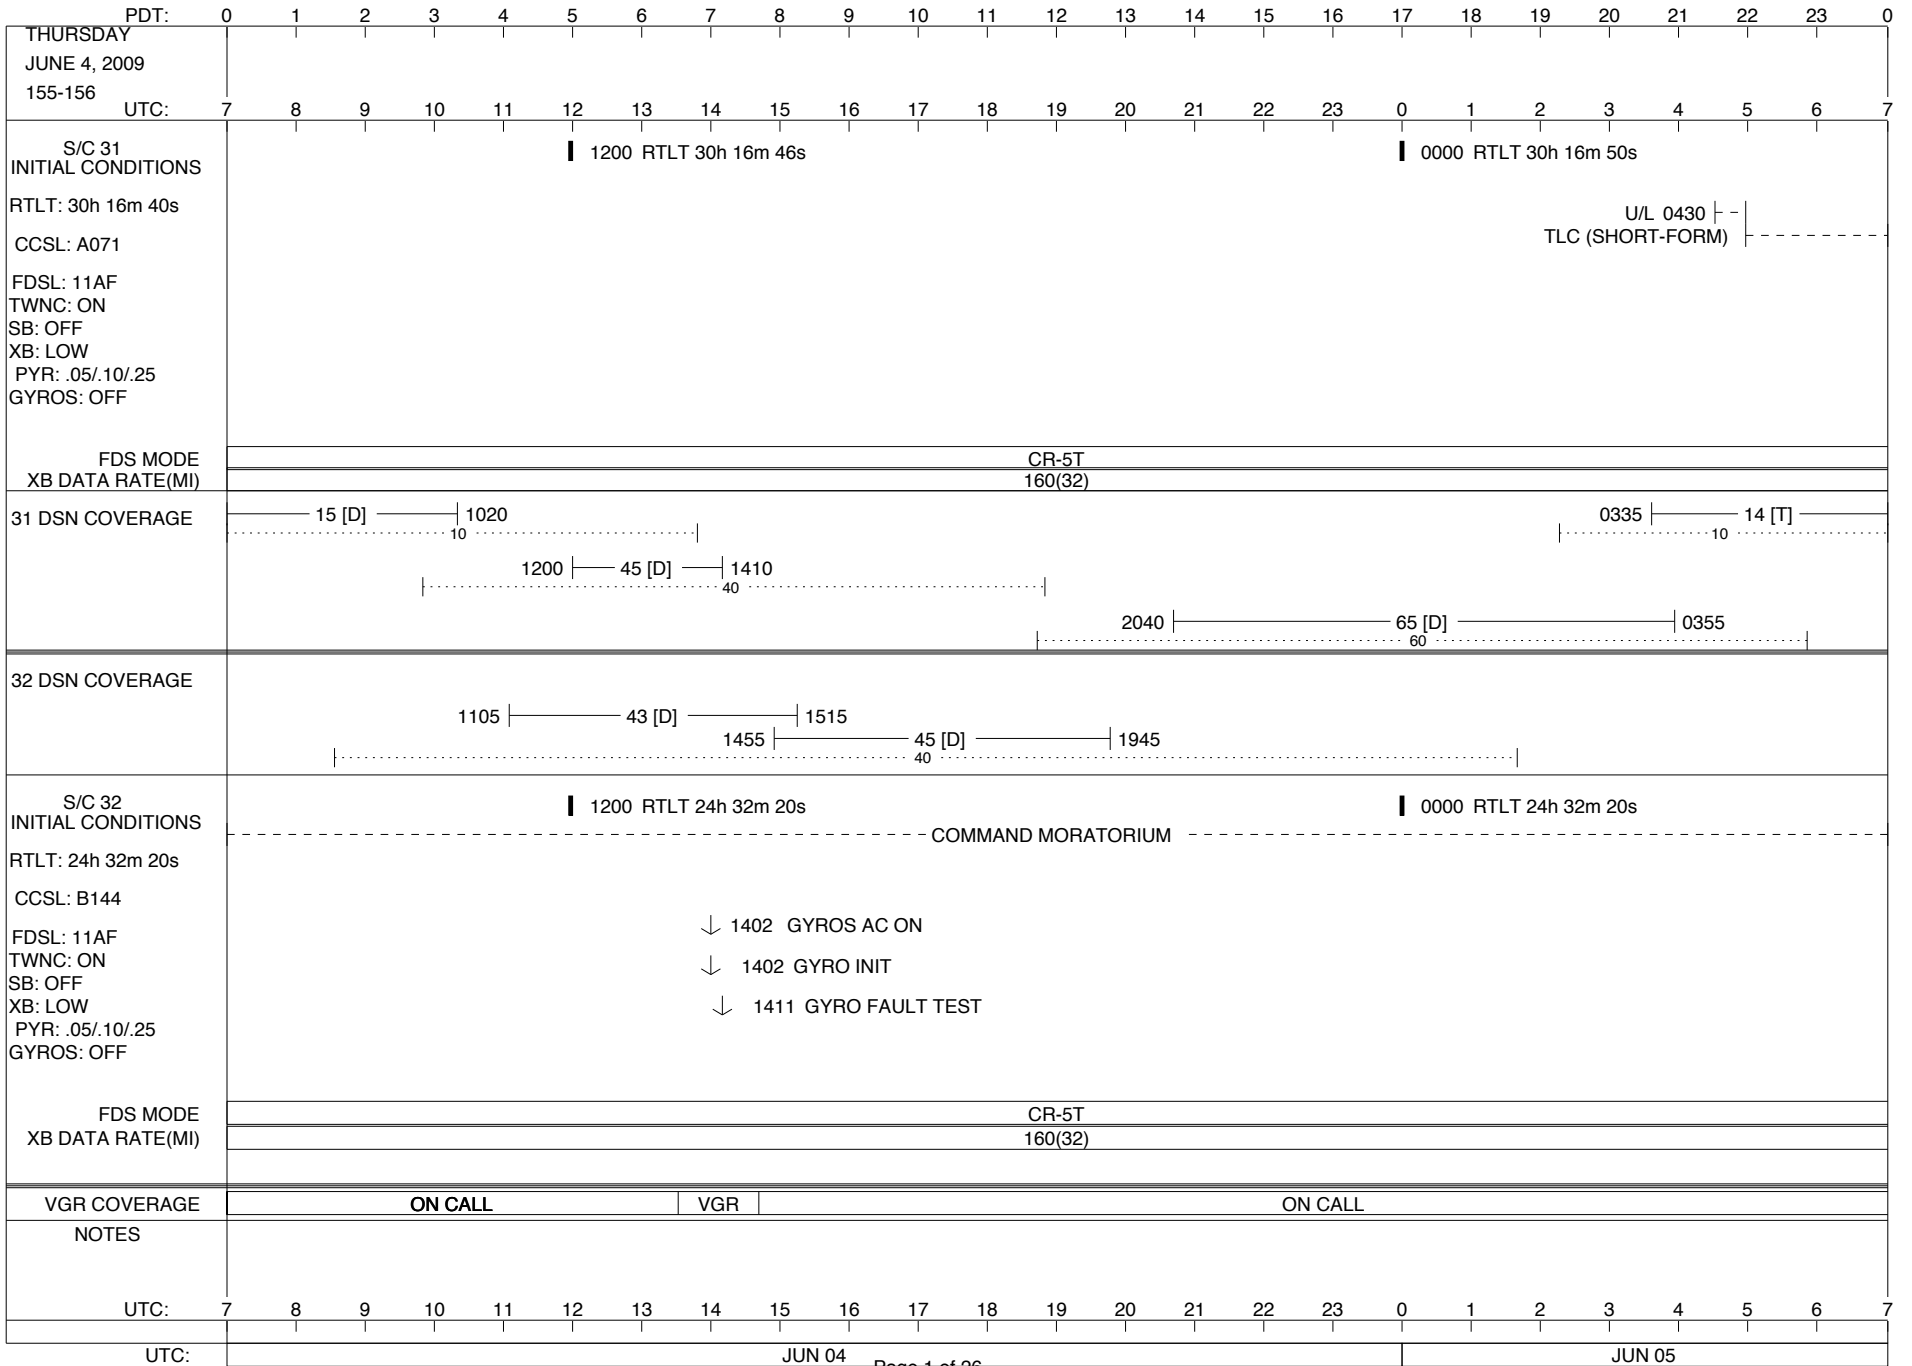 PDT: 0 1 2 3 4 5 6 7 8 9 10 11 12 13 14 15 16 17 18 19 20 21 22 23 0
THURSDAY
JUNE 4, 2009
155-156
UTC: 7 8 9 10 11 12 13 14 15 16 17 18 19 20 21 22 23 0 1 2 3 4 5 6 7
S/C 31
INITIAL CONDITIONS
1200 RTLT 30h 16m 46s
0000 RTLT 30h 16m 50s
RTLT: 30h 16m 40s
U/L 0430
TLC (SHORT-FORM)
CCSL: A071
FDSL: 11AF
TWNC: ON
SB: OFF
XB: LOW
PYR: .05/.10/.25
GYROS: OFF
FDS MODE CR-5T
XB DATA RATE(MI) 160(32)
31 DSN COVERAGE
15 [D] 1020
0335 14 [T]
10
10
1200 45 [D] 1410
40
2040 65 [D] 0355
60
32 DSN COVERAGE
1105 43 [D] 1515
1455 45 [D] 1945
40
S/C 32
INITIAL CONDITIONS
1200 RTLT 24h 32m 20s
0000 RTLT 24h 32m 20s
COMMAND MORATORIUM
RTLT: 24h 32m 20s
CCSL: B144
FDSL: 11AF
TWNC: ON
SB: OFF
XB: LOW
PYR: .05/.10/.25
GYROS: OFF
1402 GYROS AC ON
1402 GYRO INIT
1411 GYRO FAULT TEST
FDS MODE CR-5T
XB DATA RATE(MI) 160(32)
VGR COVERAGE ON CALL VGR ON CALL
NOTES
UTC: 7 8 9 10 11 12 13 14 15 16 17 18 19 20 21 22 23 0 1 2 3 4 5 6 7
UTC: JUN 04 JUN 05
Page 1 of 26